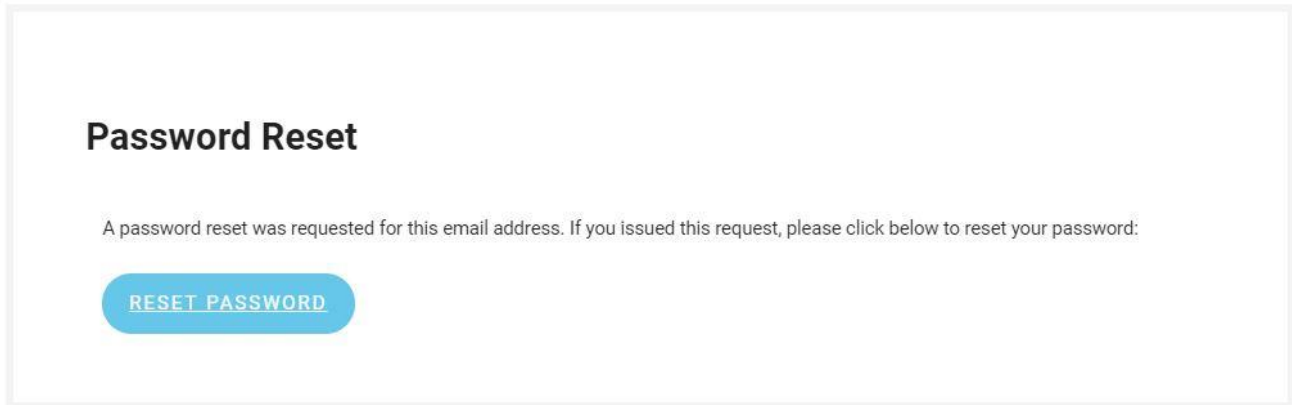 Password Reset
A password reset was requested for this email address. If you issued this request, please click below to reset your password:
RESET PASSWORD